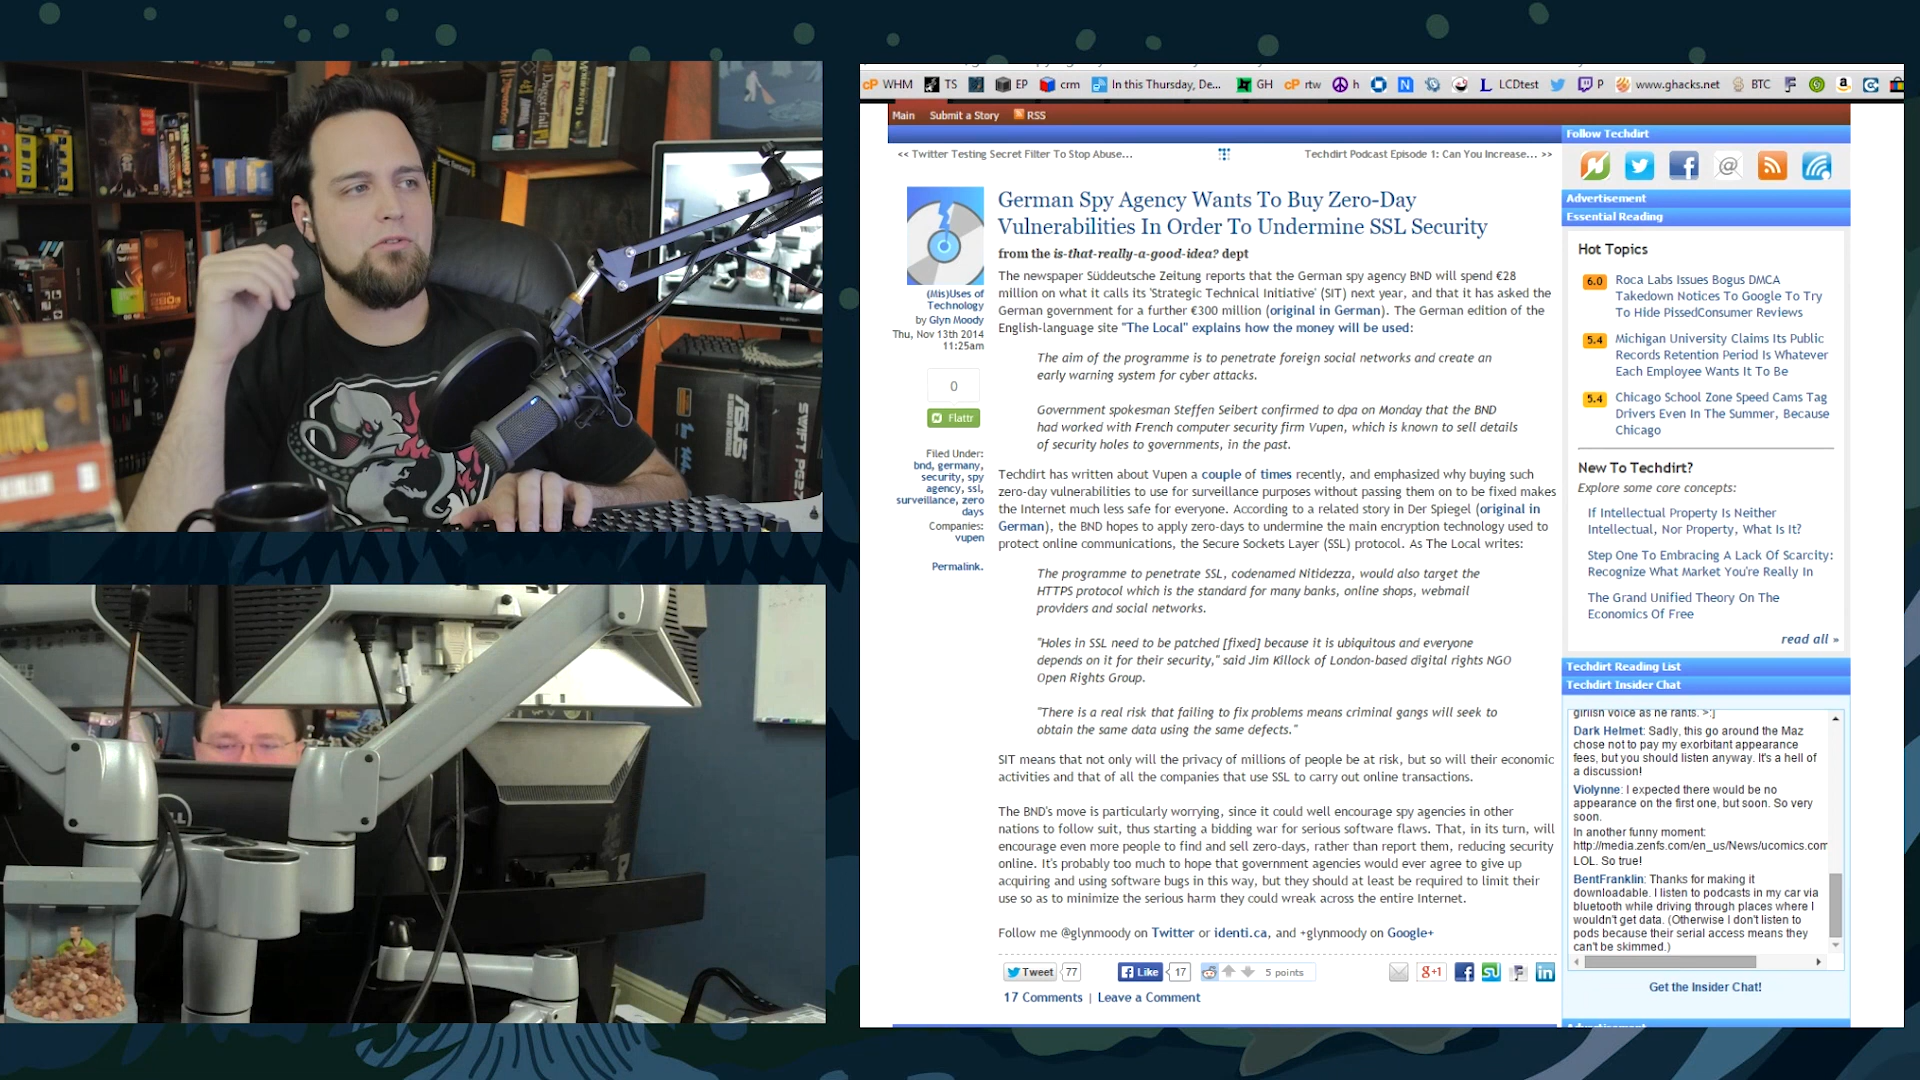 WHM TS EP crm In this Thursday, De... GH rtw h LCDtest P www.ghacks.net BTC
Main Submit a Story RSS
<< Twitter Testing Secret Filter To Stop Abuse...
Techdirt Podcast Episode 1: Can You Increase... >>
German Spy Agency Wants To Buy Zero-Day
Vulnerabilities In Order To Undermine SSL Security
from the is-that-really-a-good-idea? dept
(Mis)Uses of
Technology
by Glyn Moody
Thu, Nov 13th 2014
11:25am
0
Flattr
Filed Under:
bnd, germany,
security, spy
agency, ssl,
surveillance, zero
days
Companies:
vupen
Permalink.
The newspaper Süddeutsche Zeitung reports that the German spy agency BND will spend €28
million on what it calls its 'Strategic Technical Initiative' (SIT) next year, and that it has asked the
German government for a further €300 million (original in German). The German edition of the
English-language site "The Local" explains how the money will be used:
The aim of the programme is to penetrate foreign social networks and create an
early warning system for cyber attacks.
Government spokesman Steffen Seibert confirmed to dpa on Monday that the BND
had worked with French computer security firm Vupen, which is known to sell details
of security holes to governments, in the past.
Techdirt has written about Vupen a couple of times recently, and emphasized why buying such
zero-day vulnerabilities to use for surveillance purposes without passing them on to be fixed makes
the Internet much less safe for everyone. According to a related story in Der Spiegel (original in
German), the BND hopes to apply zero-days to undermine the main encryption technology used to
protect online communications, the Secure Sockets Layer (SSL) protocol. As The Local writes:
The programme to penetrate SSL, codenamed Nitidezza, would also target the
HTTPS protocol which is the standard for many banks, online shops, webmail
providers and social networks.
"Holes in SSL need to be patched [fixed] because it is ubiquitous and everyone
depends on it for their security," said Jim Killock of London-based digital rights NGO
Open Rights Group.
"There is a real risk that failing to fix problems means criminal gangs will seek to
obtain the same data using the same defects."
SIT means that not only will the privacy of millions of people be at risk, but so will their economic
activities and that of all the companies that use SSL to carry out online transactions.
The BND's move is particularly worrying, since it could well encourage spy agencies in other
nations to follow suit, thus starting a bidding war for serious software flaws. That, in its turn, will
encourage even more people to find and sell zero-days, rather than report them, reducing security
online. It's probably too much to hope that government agencies would ever agree to give up
acquiring and using software bugs in this way, but they should at least be required to limit their
use so as to minimize the serious harm they could wreak across the entire Internet.
Follow me @glynmoody on Twitter or identi.ca, and +glynmoody on Google+
Tweet 77 Like 17 5 points g+1
17 Comments | Leave a Comment
Follow Techdirt
Advertisement
Essential Reading
Hot Topics
6.0 Roca Labs Issues Bogus DMCA
Takedown Notices To Google To Try
To Hide PissedConsumer Reviews
5.4 Michigan University Claims Its Public
Records Retention Period Is Whatever
Each Employee Wants It To Be
5.4 Chicago School Zone Speed Cams Tag
Drivers Even In The Summer, Because
Chicago
New To Techdirt?
Explore some core concepts:
If Intellectual Property Is Neither
Intellectual, Nor Property, What Is It?
Step One To Embracing A Lack Of Scarcity:
Recognize What Market You're Really In
The Grand Unified Theory On The
Economics Of Free
read all »
Techdirt Reading List
Techdirt Insider Chat
girlish voice as he rants. >:]
Dark Helmet: Sadly, this go around the Maz
chose not to pay my exorbitant appearance
fees, but you should listen anyway. It's a hell of
a discussion!
Violynne: I expected there would be no
appearance on the first one, but soon. So very
soon.
In another funny moment:
http://media.zenfs.com/en_us/News/ucomics.com
LOL. So true!
BentFranklin: Thanks for making it
downloadable. I listen to podcasts in my car via
bluetooth while driving through places where I
wouldn't get data. (Otherwise I don't listen to
pods because their serial access means they
can't be skimmed.)
Get the Insider Chat!
Advertisement
Daggerfall
ASUS
DELL